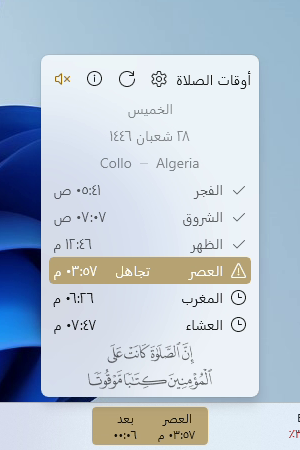 أوقات الصلاة
الخميس
٢٨ شعبان ١٤٤٦
Collo – Algeria
الفجر ٠٥:٤١ ص
الشروق ٠٧:٠٧ ص
الظهر ١٢:٤٦ م
العصر تجاهل ٠٣:٥٧ م
المغرب ٠٦:٢٦ م
العشاء ٠٧:٤٧ م
إِنَّ الصَّلَاةَ كَانَتْ عَلَى
الْمُؤْمِنِينَ كِتَابًا مَوْقُوتًا
العصر بعد
٠٣:٥٧ م ٠٠:٠٦